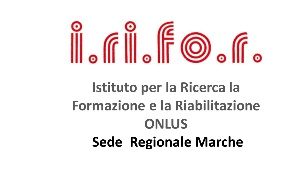 i.ri.fo.r.
Istituto per la Ricerca la
Formazione e la Riabilitazione
ONLUS
Sede Regionale Marche